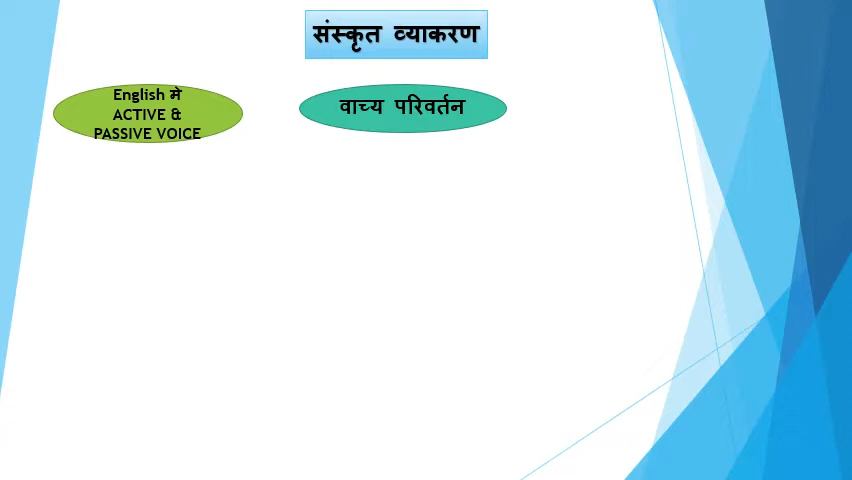 संस्कृत व्याकरण
English मे
ACTIVE &
PASSIVE VOICE
वाच्य परिवर्तन